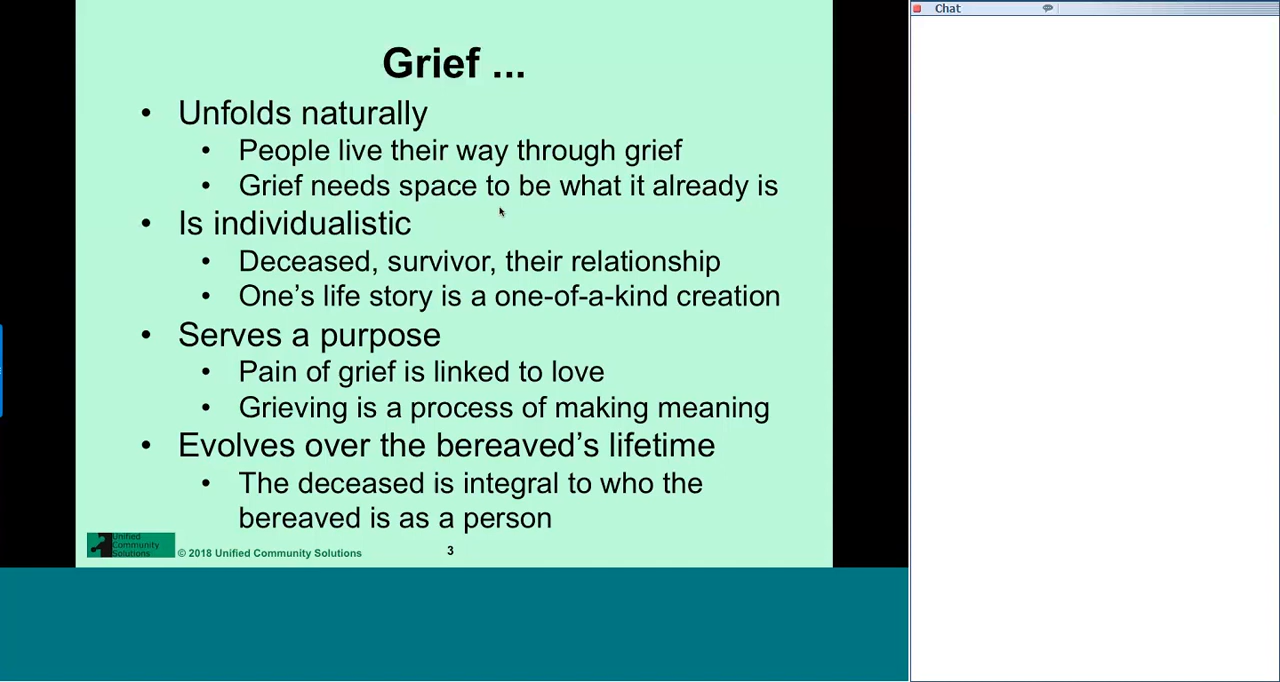 Chat
Grief ...
• Unfolds naturally
• People live their way through grief
• Grief needs space to be what it already is
• Is individualistic
• Deceased, survivor, their relationship
• One’s life story is a one-of-a-kind creation
• Serves a purpose
• Pain of grief is linked to love
• Grieving is a process of making meaning
• Evolves over the bereaved’s lifetime
• The deceased is integral to who the
bereaved is as a person
Unified
Community
Solutions
© 2018 Unified Community Solutions
3